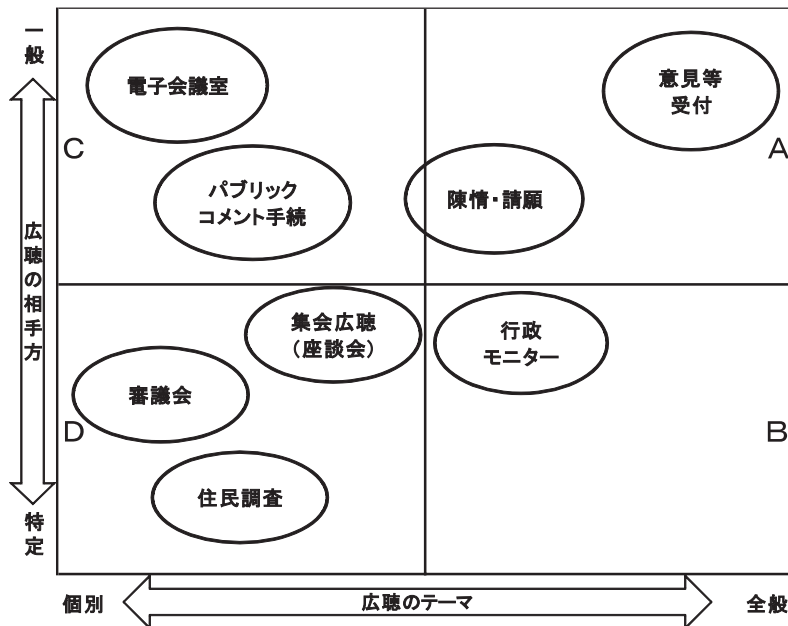 一般
電子会議室
意見等
受付
C
A
パブリック
コメント手続
陳情・請願
広聴の相手方
集会広聴
（座談会）
行政
モニター
審議会
D
B
住民調査
特定
個別
広聴のテーマ
全般